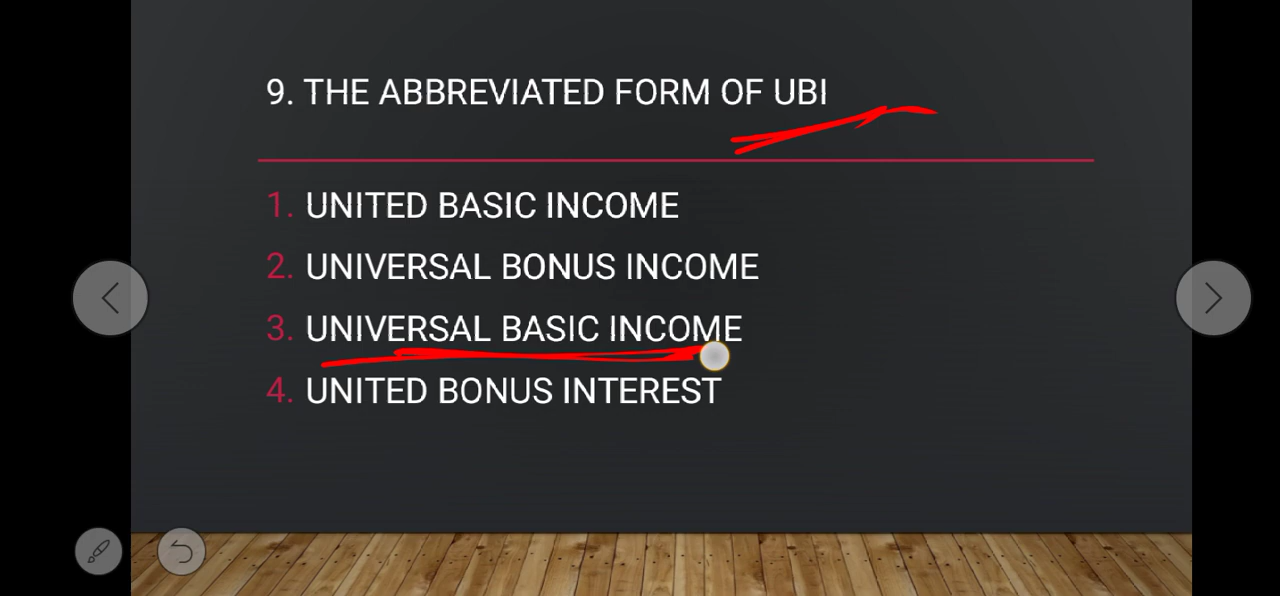 9. THE ABBREVIATED FORM OF UBI
1. UNITED BASIC INCOME
2. UNIVERSAL BONUS INCOME
3. UNIVERSAL BASIC INCOME
4. UNITED BONUS INTEREST